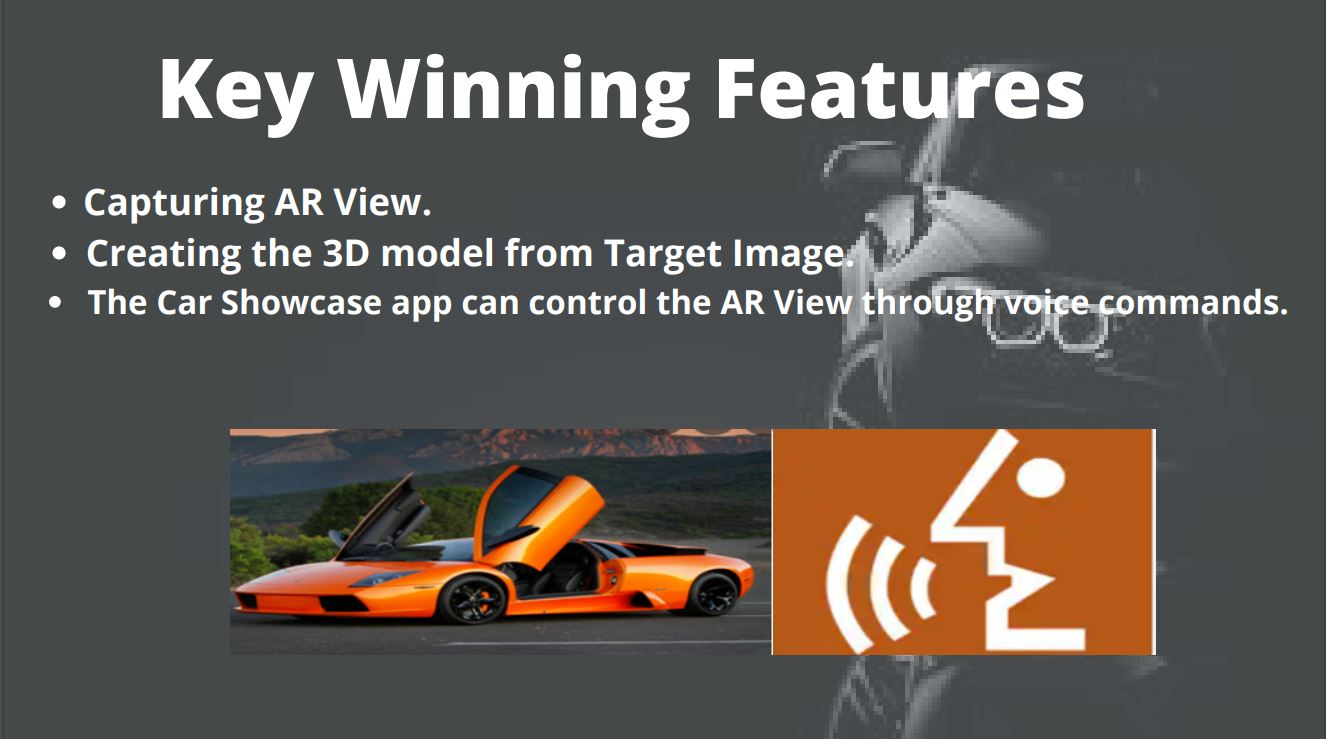 Key Winning Features
Capturing AR View.
Creating the 3D model from Target Image.
The Car Showcase app can control the AR View through voice commands.